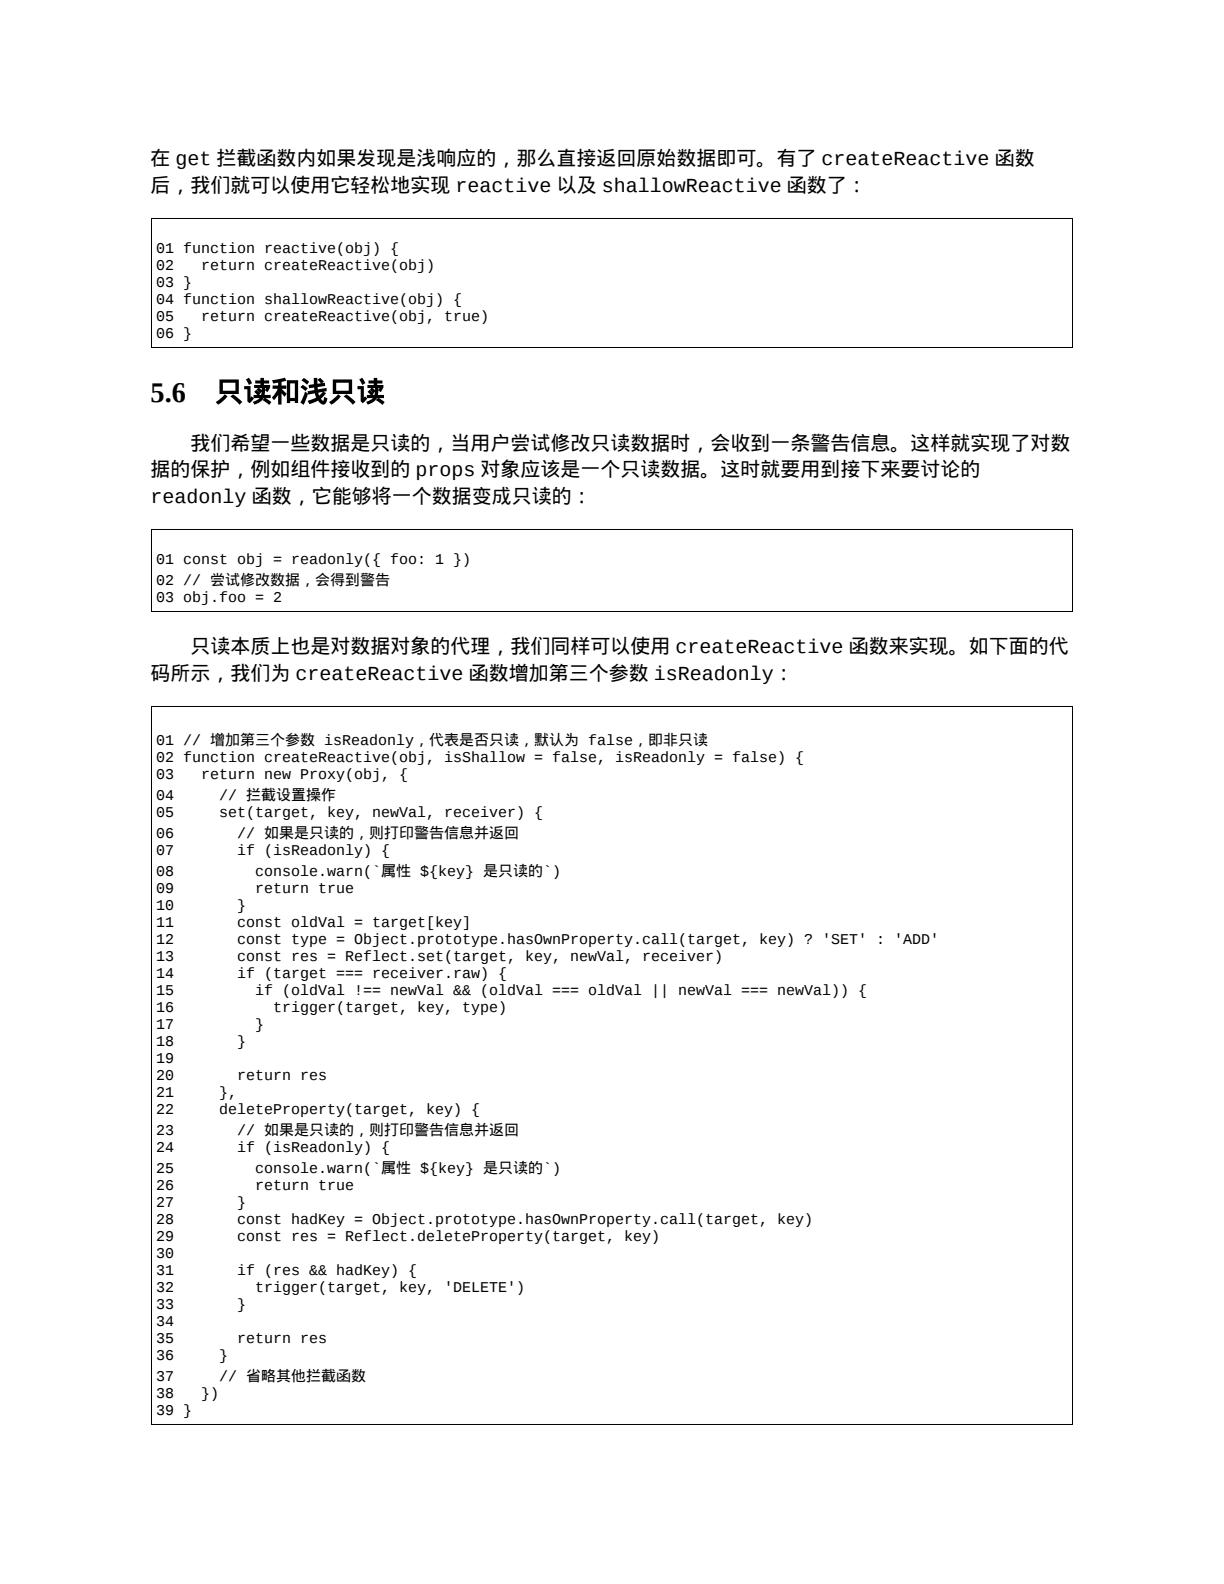 在 get 拦截函数内如果发现是浅响应的，那么直接返回原始数据即可。有了 createReactive 函数
后，我们就可以使用它轻松地实现 reactive 以及 shallowReactive 函数了：
01 function reactive(obj) {
02   return createReactive(obj)
03 }
04 function shallowReactive(obj) {
05   return createReactive(obj, true)
06 }
5.6 只读和浅只读
我们希望一些数据是只读的，当用户尝试修改只读数据时，会收到一条警告信息。这样就实现了对数
据的保护，例如组件接收到的 props 对象应该是一个只读数据。这时就要用到接下来要讨论的
readonly 函数，它能够将一个数据变成只读的：
01 const obj = readonly({ foo: 1 })
02 // 尝试修改数据，会得到警告
03 obj.foo = 2
只读本质上也是对数据对象的代理，我们同样可以使用 createReactive 函数来实现。如下面的代
码所示，我们为 createReactive 函数增加第三个参数 isReadonly：
01 // 增加第三个参数 isReadonly，代表是否只读，默认为 false，即非只读
02 function createReactive(obj, isShallow = false, isReadonly = false) {
03   return new Proxy(obj, {
04     // 拦截设置操作
05     set(target, key, newVal, receiver) {
06       // 如果是只读的，则打印警告信息并返回
07       if (isReadonly) {
08         console.warn(`属性 ${key} 是只读的`)
09         return true
10       }
11       const oldVal = target[key]
12       const type = Object.prototype.hasOwnProperty.call(target, key) ? 'SET' : 'ADD'
13       const res = Reflect.set(target, key, newVal, receiver)
14       if (target === receiver.raw) {
15         if (oldVal !== newVal && (oldVal === oldVal || newVal === newVal)) {
16           trigger(target, key, type)
17         }
18       }
19
20       return res
21     },
22     deleteProperty(target, key) {
23       // 如果是只读的，则打印警告信息并返回
24       if (isReadonly) {
25         console.warn(`属性 ${key} 是只读的`)
26         return true
27       }
28       const hadKey = Object.prototype.hasOwnProperty.call(target, key)
29       const res = Reflect.deleteProperty(target, key)
30
31       if (res && hadKey) {
32         trigger(target, key, 'DELETE')
33       }
34
35       return res
36     }
37     // 省略其他拦截函数
38   })
39 }